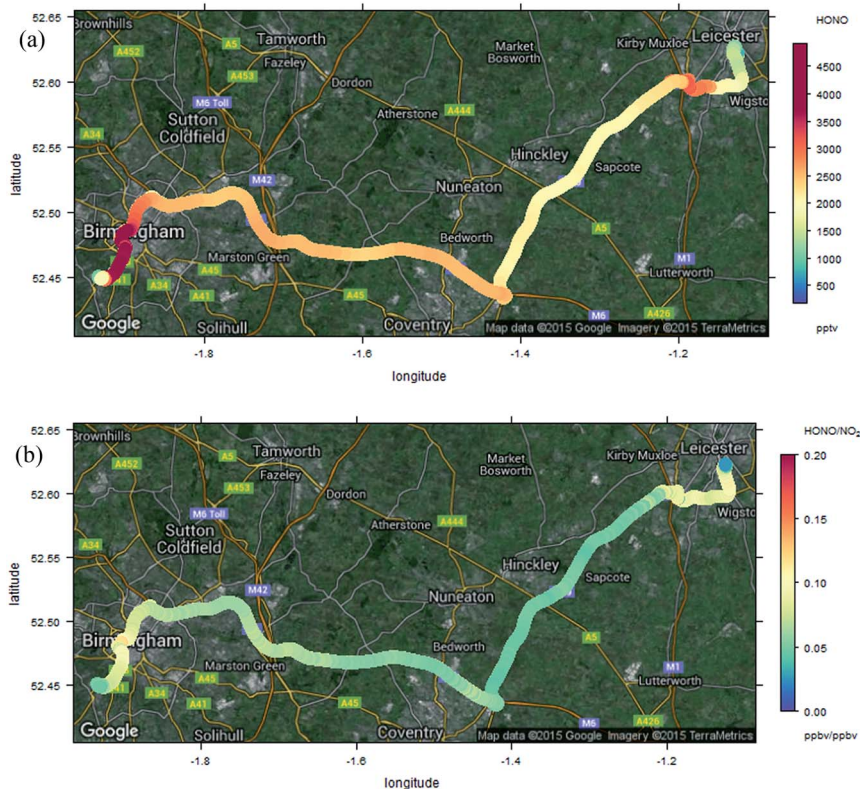 (a)
HONO
52.65
52.60
52.55
52.50
52.45
latitude
Brownhills
A452
A5
A453
Tamworth
Fazeley
Dordon
M6 Toll
Sutton
Coldfield
A34
M42
Birmingham
Marston Green
A45
A34
A41
A41
Solihull
A45
Coventry
Bedworth
Nuneaton
Atherstone
A444
Market
Bosworth
Hinckley
Sapcote
Kirby Muxloe
Leicester
Wigsto
A5
M1
Lutterworth
M6
A426
Google
Map data ©2015 Google Imagery ©2015 TerraMetrics
-1.8
-1.6
-1.4
-1.2
longitude
4500
4000
3500
3000
2500
2000
1500
1000
500
pptv
(b)
HONO/NO₂
52.65
52.60
52.55
52.50
52.45
latitude
Brownhills
A452
A5
A453
Tamworth
Fazeley
Dordon
M6 Toll
Sutton
Coldfield
A34
M42
Birmingham
Marston Green
A45
A34
A41
A41
Solihull
A45
Coventry
Bedworth
Nuneaton
Atherstone
A444
Market
Bosworth
Hinckley
Sapcote
Kirby Muxloe
Leicester
Wigsto
A5
M1
Lutterworth
M6
A426
Google
Map data ©2015 Google Imagery ©2015 TerraMetrics
-1.8
-1.6
-1.4
-1.2
longitude
0.20
0.15
0.10
0.05
0.00
ppbv/ppbv